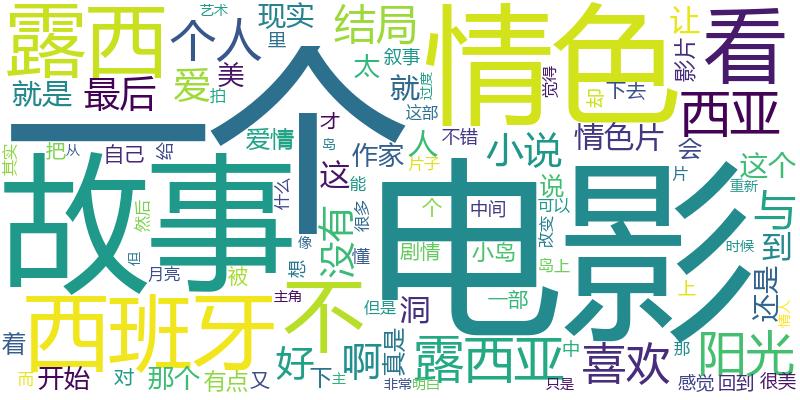 艺术
露西
个人
现实
里
结局
情色
让
影片
看
叙事
太
觉得
就是
最后
爱
美
拍
一个
就
过度
却
下去
西亚
这部
才
不错
爱情
人
小说
情色片
会
片子
岛
作家
其实
把
从
自己
给
什么
这
能
说
这个
片
重新
故事
然后
没有
很多
个
中间
电影
改变
可以
与
到
但
像
懂
剧情
小岛
时候
月亮
被
想
岛上
上
还是
西班牙
主角
不
但是
洞
一部
情人
着
真是
那
阳光
好
啊
露西亚
中
喜欢
而
开始
对
那个
有点
又
下
主
非常
明白
只是
感觉
回到
很美